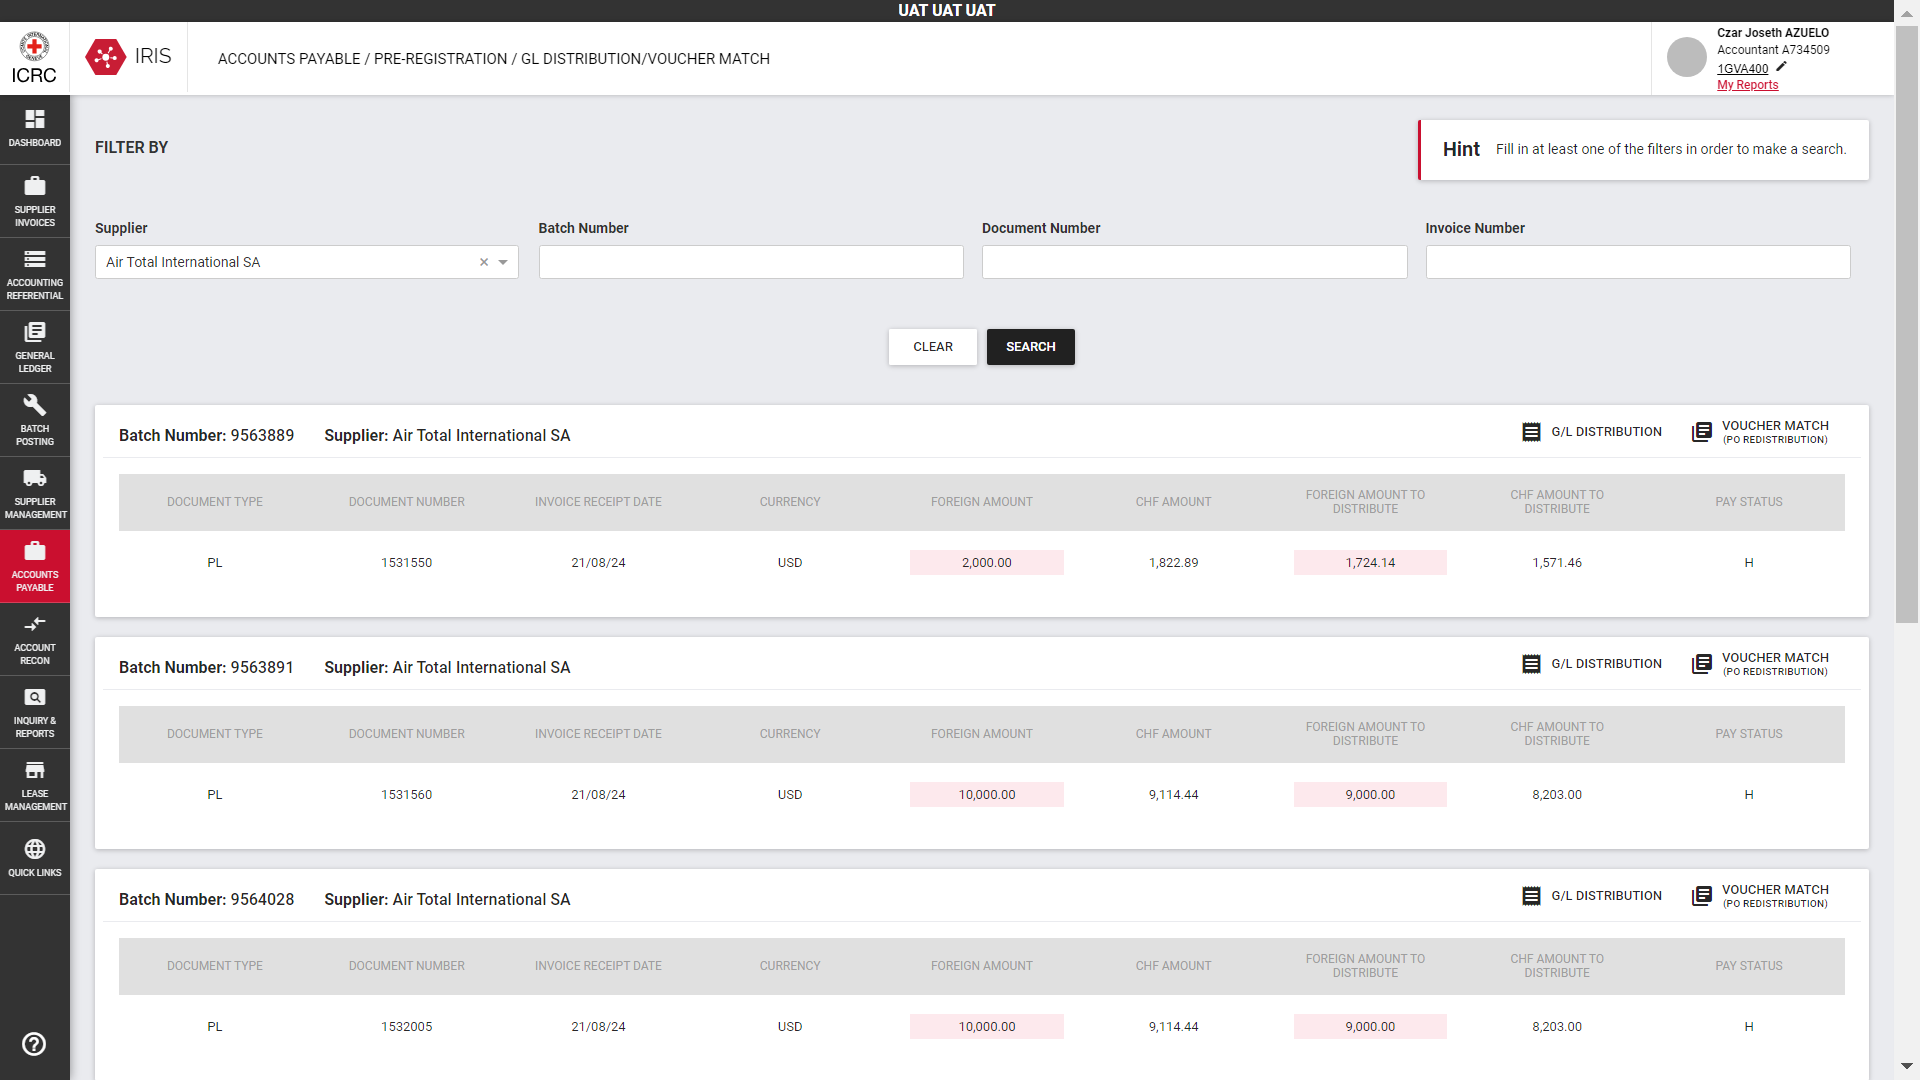 UAT UAT UAT
ICRC
IRIS
ACCOUNTS PAYABLE / PRE-REGISTRATION / GL DISTRIBUTION/VOUCHER MATCH
Czar Joseth AZUELO
Accountant A734509
1GVA400
My Reports
DASHBOARD
SUPPLIER
INVOICES
ACCOUNTING
REFERENTIAL
GENERAL
LEDGER
BATCH
POSTING
SUPPLIER
MANAGEMENT
ACCOUNTS
PAYABLE
ACCOUNT
RECON
INQUIRY &
REPORTS
LEASE
MANAGEMENT
QUICK LINKS
FILTER BY
Hint Fill in at least one of the filters in order to make a search.
Supplier Batch Number Document Number Invoice Number
Air Total International SA
CLEAR SEARCH
Batch Number: 9563889 Supplier: Air Total International SA G/L DISTRIBUTION VOUCHER MATCH
(PO REDISTRIBUTION)
DOCUMENT TYPE DOCUMENT NUMBER INVOICE RECEIPT DATE CURRENCY FOREIGN AMOUNT CHF AMOUNT FOREIGN AMOUNT TO DISTRIBUTE CHF AMOUNT TO DISTRIBUTE PAY STATUS
PL 1531550 21/08/24 USD 2,000.00 1,822.89 1,724.14 1,571.46 H
Batch Number: 9563891 Supplier: Air Total International SA G/L DISTRIBUTION VOUCHER MATCH
(PO REDISTRIBUTION)
DOCUMENT TYPE DOCUMENT NUMBER INVOICE RECEIPT DATE CURRENCY FOREIGN AMOUNT CHF AMOUNT FOREIGN AMOUNT TO DISTRIBUTE CHF AMOUNT TO DISTRIBUTE PAY STATUS
PL 1531560 21/08/24 USD 10,000.00 9,114.44 9,000.00 8,203.00 H
Batch Number: 9564028 Supplier: Air Total International SA G/L DISTRIBUTION VOUCHER MATCH
(PO REDISTRIBUTION)
DOCUMENT TYPE DOCUMENT NUMBER INVOICE RECEIPT DATE CURRENCY FOREIGN AMOUNT CHF AMOUNT FOREIGN AMOUNT TO DISTRIBUTE CHF AMOUNT TO DISTRIBUTE PAY STATUS
PL 1532005 21/08/24 USD 10,000.00 9,114.44 9,000.00 8,203.00 H